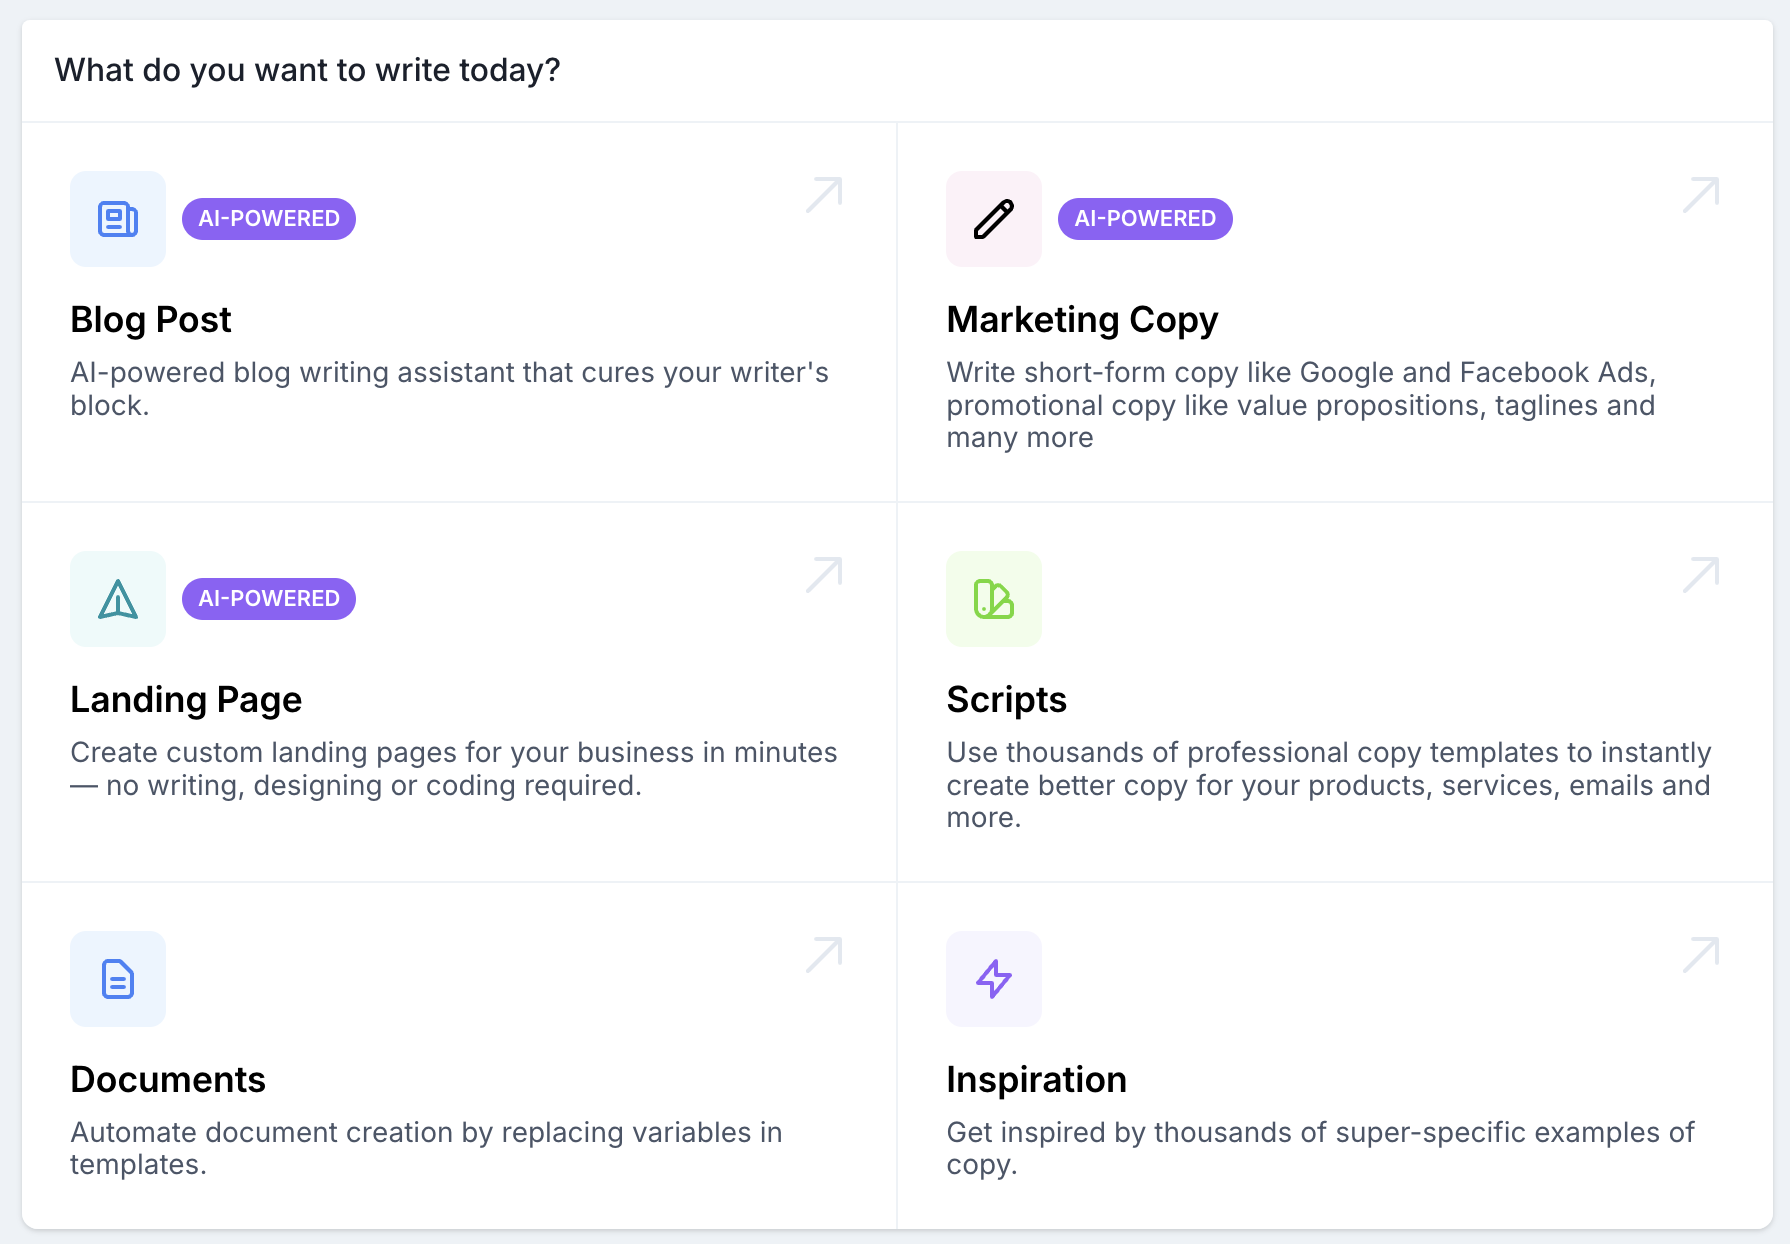 What do you want to write today?
AI-POWERED
Blog Post
AI-powered blog writing assistant that cures your writer's
block.
AI-POWERED
Marketing Copy
Write short-form copy like Google and Facebook Ads,
promotional copy like value propositions, taglines and
many more
AI-POWERED
Landing Page
Create custom landing pages for your business in minutes
— no writing, designing or coding required.
Scripts
Use thousands of professional copy templates to instantly
create better copy for your products, services, emails and
more.
Documents
Automate document creation by replacing variables in
templates.
Inspiration
Get inspired by thousands of super-specific examples of
copy.